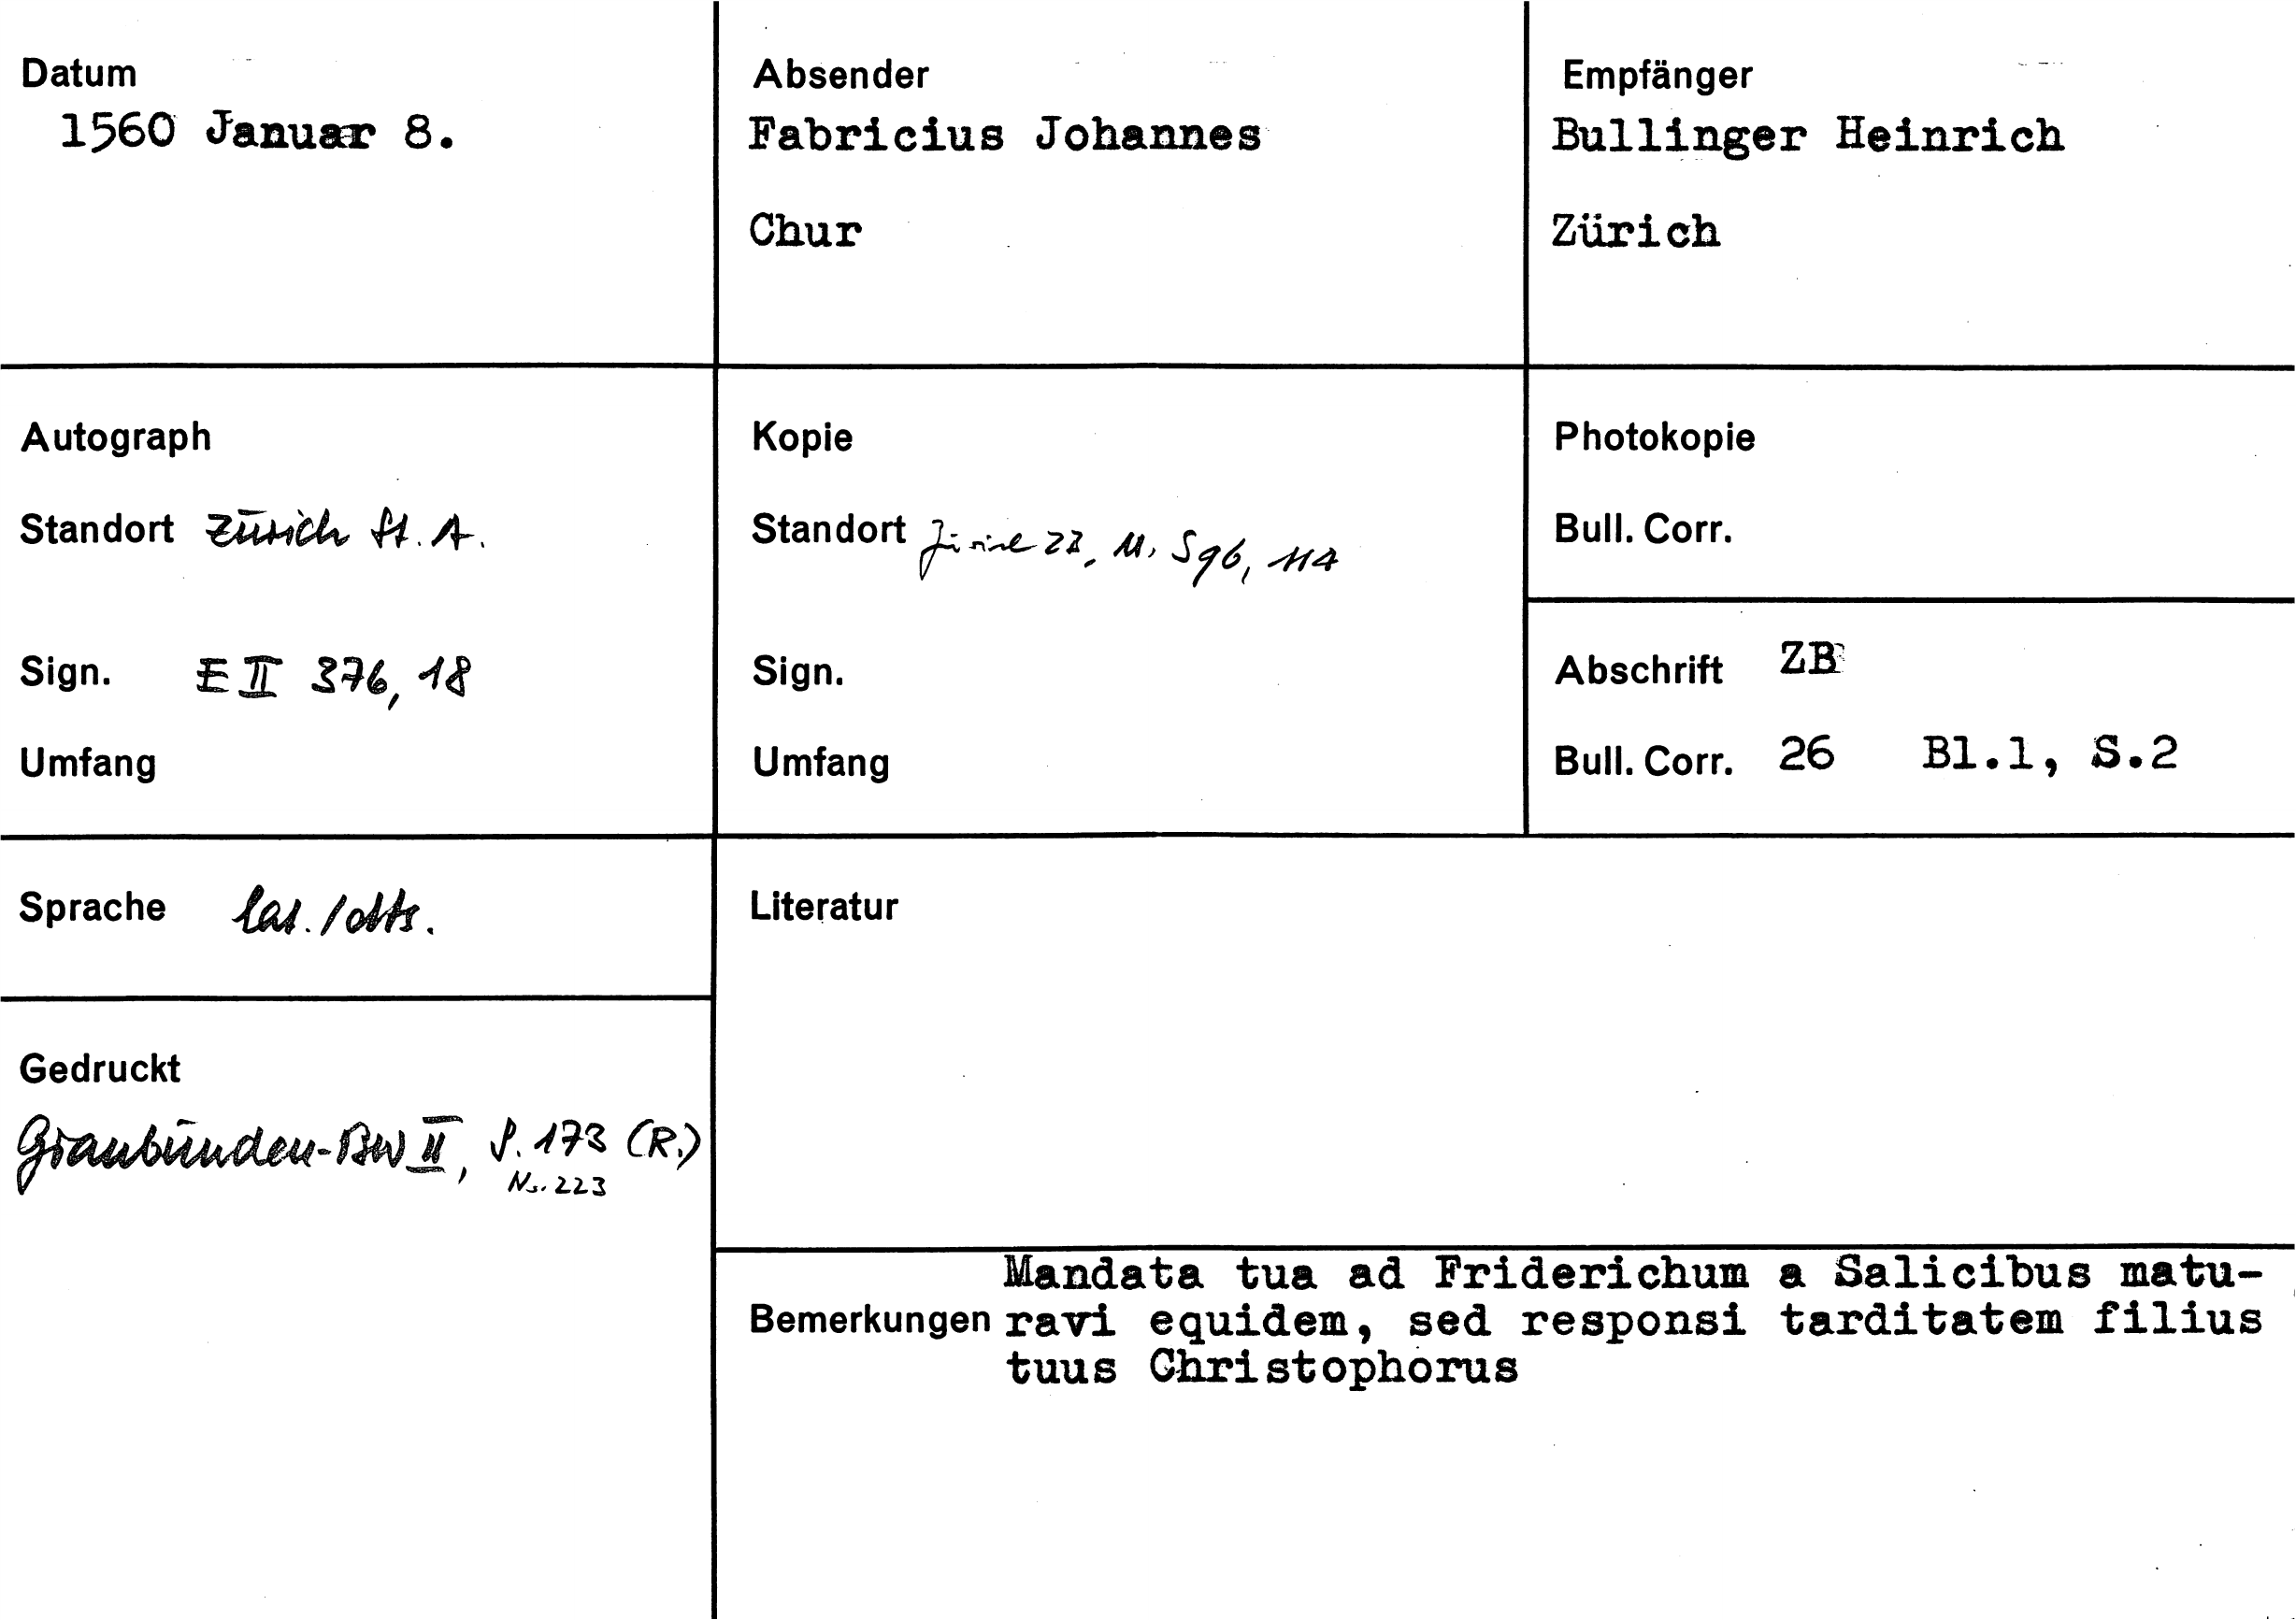 Datum
1560 Januar 8.
Absender
Fabricius Johannes
Chur
Empfänger
Bullinger Heinrich
Zürich
Autograph
Standort Zürich St. A.
Sign. E II 376, 18
Umfang
Kopie
Standort Zürich ZB, M. S 96, 114
Sign.
Umfang
Photokopie
Bull. Corr.
Abschrift ZB
Bull. Corr. 26 Bl.1, S.2
Sprache lat./dts.
Gedruckt
Graubünden-BW II, S. 173 (R.)
Nr. 223
Literatur
Mandata tua ad Friderichum a Salicibus matu-
Bemerkungen ravi equidem, sed responsi tarditatem filius
tuus Christophorus